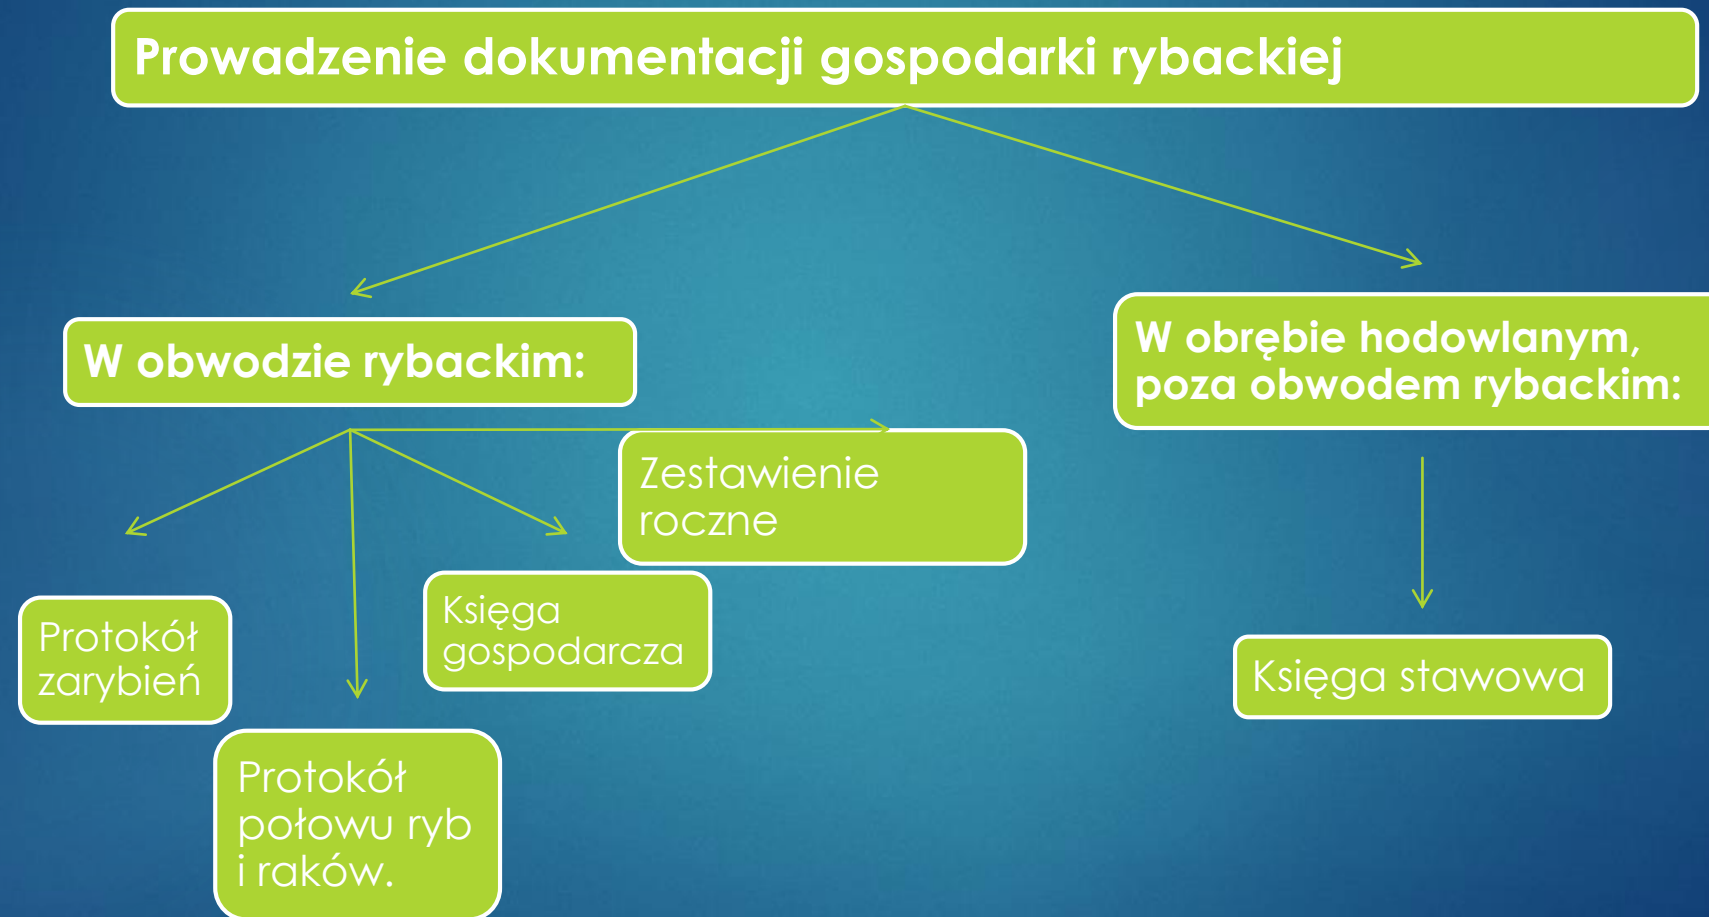 Prowadzenie dokumentacji gospodarki rybackiej
W obwodzie rybackim:
W obrębie hodowlanym,
poza obwodem rybackim:
Zestawienie
roczne
Księga
gospodarcza
Protokół
zarybień
Protokół
połowu ryb
i raków.
Księga stawowa